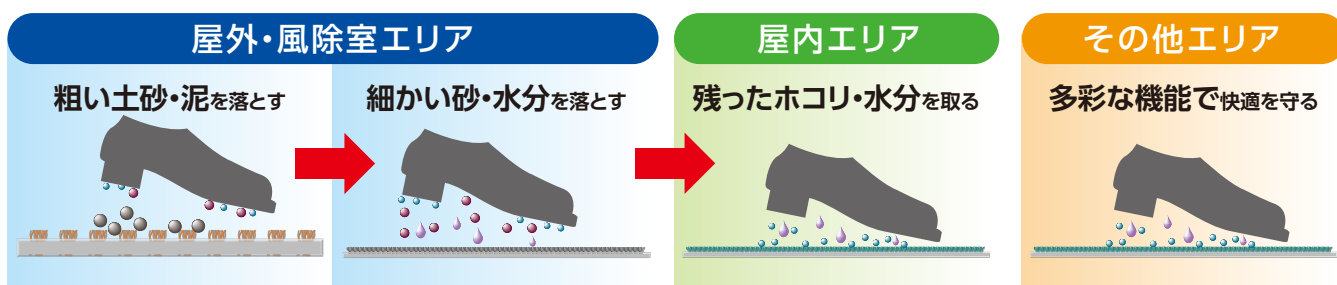 屋外・風除室エリア
粗い土砂・泥を落とす
細かい砂・水分を落とす
屋内エリア
残ったホコリ・水分を取る
その他エリア
多彩な機能で快適を守る